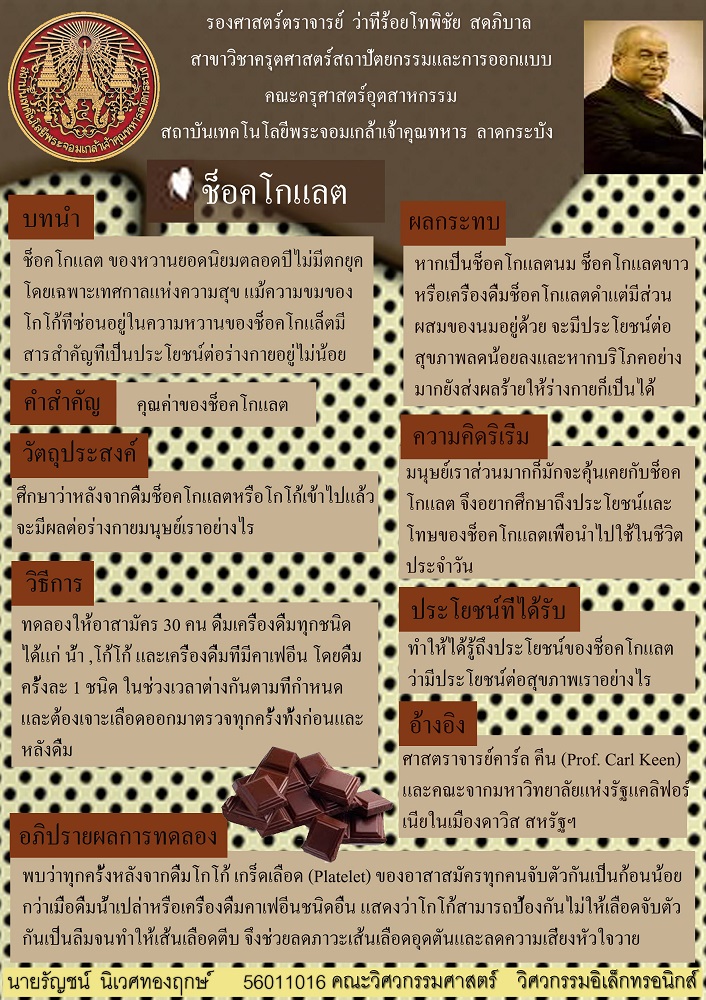 รองศาสตร์ตราจารย์ ว่าที่ร้อยโทพิชัย สดภิบาล
สาขาวิชาครุตศาสตร์สถาปัตยกรรมและการออกแบบ
คณะครุศาสตร์อุตสาหกรรม
สถาบันเทคโนโลยีพระจอมเกล้าเจ้าคุณทหาร ลาดกระบัง
ช็อคโกแลต
บทนำ
ช็อคโกแลต ของหวานยอดนิยมตลอดปีไม่มีตกยุค
โดยเฉพาะเทศกาลแห่งความสุข แม้ความขมของ
โกโก้ที่ซ่อนอยู่ในความหวานของช็อคโกแล็ตมี
สารสำคัญที่เป็นประโยชน์ต่อร่างกายอยู่ไม่น้อย
คำสำคัญ
คุณค่าของช็อคโกแลต
วัตถุประสงค์
ศึกษาว่าหลังจากดื่มช็อคโกแลตหรือโกโก้เข้าไปแล้ว
จะมีผลต่อร่างกายมนุษย์เราอย่างไร
วิธีการ
ทดลองให้อาสามัคร 30 คน ดื่มเครื่องดื่มทุกชนิด
ได้แก่ น้ำ ,โก้โก้ และเครื่องดื่มที่มีคาเฟอีน โดยดื่ม
ครั้งละ 1 ชนิด ในช่วงเวลาต่างกันตามที่กำหนด
และต้องเจาะเลือดออกมาตรวจทุกครั้งทั้งก่อนและ
หลังดื่ม
ผลกระทบ
หากเป็นช็อคโกแลตนม ช็อคโกแลตขาว
หรือเครื่องดื่มช็อคโกแลตดำแต่มีส่วน
ผสมของนมอยู่ด้วย จะมีประโยชน์ต่อ
สุขภาพลดน้อยลงและหากบริโภคอย่าง
มากยังส่งผลร้ายให้ร่างกายก็เป็นได้
ความคิดริเริ่ม
มนุษย์เราส่วนมากก็มักจะคุ้นเคยกับช็อค
โกแลต จึงอยากศึกษาถึงประโยชน์และ
โทษของช็อคโกแลตเพื่อนำไปใช้ในชีวิต
ประจำวัน
ประโยชน์ที่ได้รับ
ทำให้ได้รู้ถึงประโยชน์ของช็อคโกแลต
ว่ามีประโยชน์ต่อสุขภาพเราอย่างไร
อ้างอิง
ศาสตราจารย์คาร์ล คีน (Prof. Carl Keen)
และคณะจากมหาวิทยาลัยแห่งรัฐแคลิฟอร์
เนียในเมืองดาวิส สหรัฐฯ
อภิปรายผลการทดลอง
พบว่าทุกครั้งหลังจากดื่มโกโก้ เกร็ดเลือด (Platelet) ของอาสาสมัครทุกคนจับตัวกันเป็นก้อนน้อย
กว่าเมื่อดื่มน้ำเปล่าหรือเครื่องดื่มคาเฟอีนชนิดอื่น แสดงว่าโกโก้สามารถป้องกันไม่ให้เลือดจับตัว
กันเป็นลิ่มจนทำให้เส้นเลือดตีบ จึงช่วยลดภาวะเส้นเลือดอุดตันและลดความเสี่ยงหัวใจวาย
นายรัญชน์ นิเวศทองฤกษ์ 56011016 คณะวิศวกรรมศาสตร์ วิศวกรรมอิเล็กทรอนิกส์